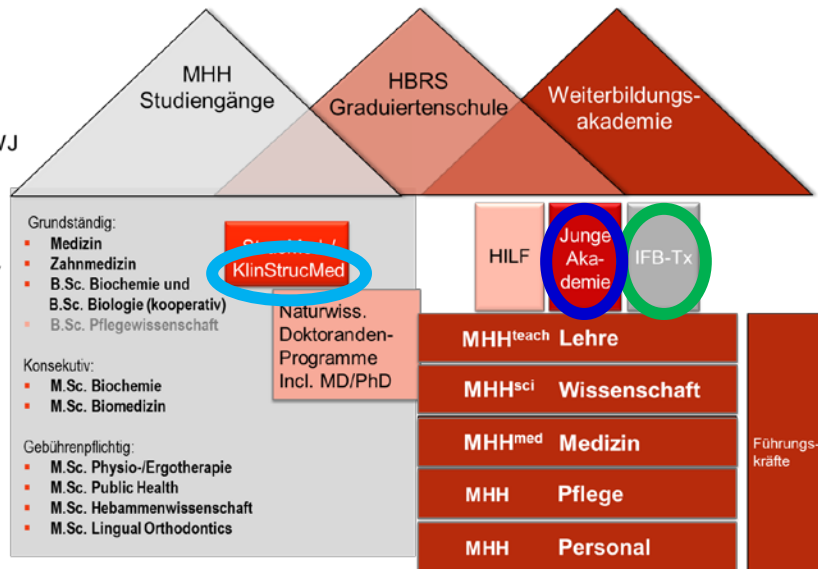 MHH
Studiengänge
HBRS
Graduiertenschule
Weiterbildungs-
akademie
Grundständig:
Medizin
Zahnmedizin
B.Sc. Biochemie und
B.Sc. Biologie (kooperativ)
B.Sc. Pflegewissenschaft
Konsekutiv:
M.Sc. Biochemie
M.Sc. Biomedizin
Gebührenpflichtig:
M.Sc. Physio-/Ergotherapie
M.Sc. Public Health
M.Sc. Hebammenwissenschaft
M.Sc. Lingual Orthodontics
KlinStrucMed
Naturwiss.
Doktoranden-
Programme
Incl. MD/PhD
HILF
Junge
Aka-
demie
IFB-Tx
MHHteach Lehre
MHHsci Wissenschaft
MHHmed Medizin
MHH Pflege
MHH Personal
Führungs-
kräfte